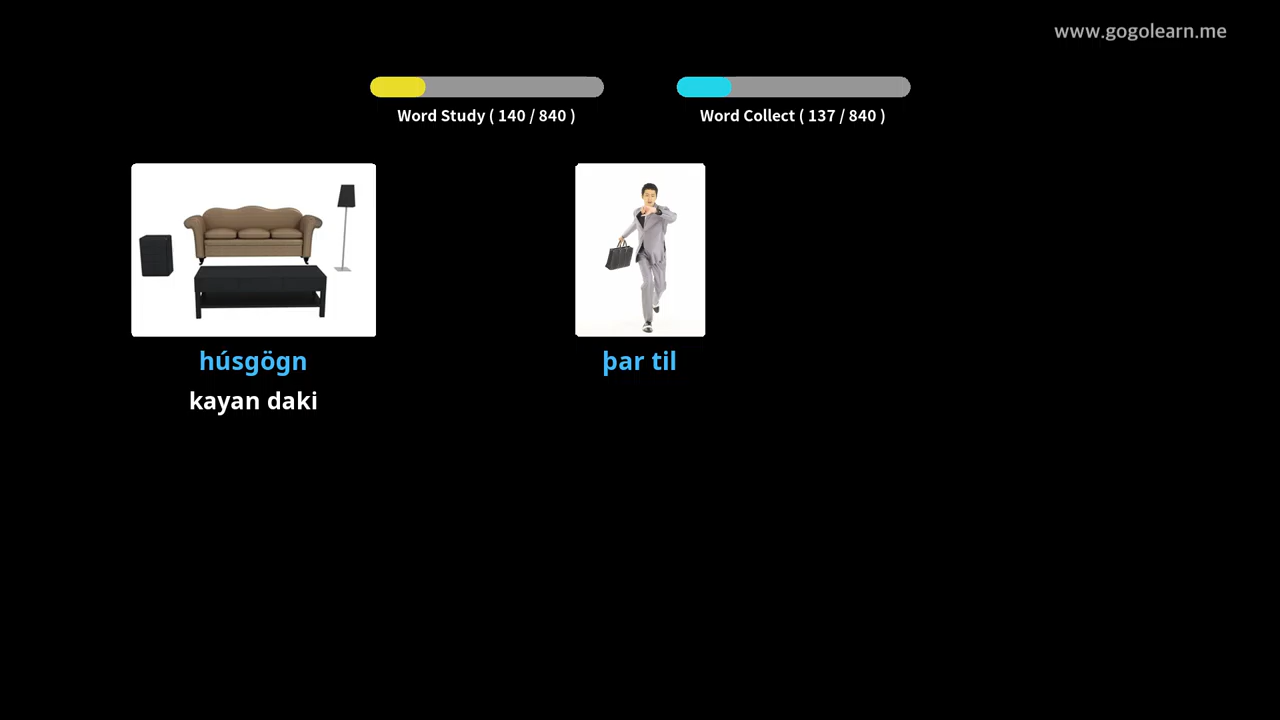 www.gogolearn.me
Word Study ( 140 / 840 )
Word Collect ( 137 / 840 )
húsgögn
þar til
kayan daki